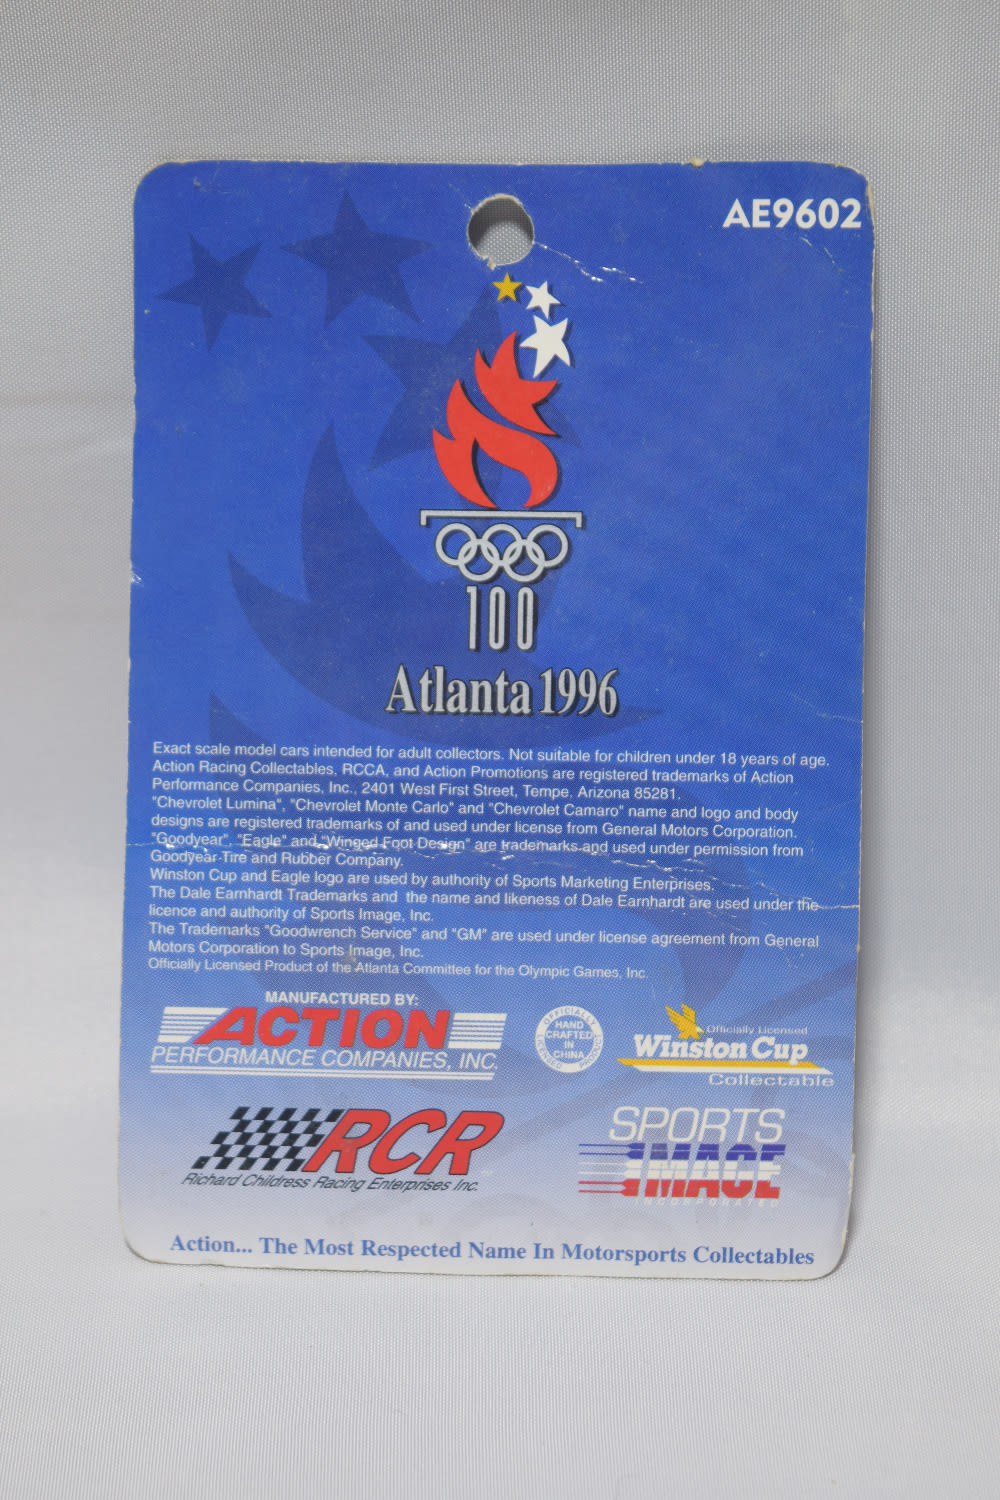 AE9602
100
Atlanta 1996
Exact scale model cars intended for adult collectors. Not suitable for children under 18 years of age.
Action Racing Collectables, RCCA, and Action Promotions are registered trademarks of Action
Performance Companies, Inc., 2401 West First Street, Tempe. Arizona 85281.
"Chevrolet Lumina", "Chevrolet Monte Carlo" and "Chevrolet Camaro" name and logo and body
designs are registered trademarks of and used under license from General Motors Corporation.
"Goodyear", "Eagle" and "Winged Foot Design" are trademarks and used under permission from
Goodyear Tire and Rubber Company.
Winston Cup and Eagle logo are used by authority of Sports Marketing Enterprises.
The Dale Earnhardt Trademarks and the name and likeness of Dale Earnhardt are used under the
licence and authority of Sports Image, Inc.
The Trademarks "Goodwrench Service" and "GM" are used under license agreement from General
Motors Corporation to Sports Image, Inc.
Officially Licensed Product of the Atlanta Committee for the Olympic Games, Inc.
MANUFACTURED BY:
ACTION
PERFORMANCE COMPANIES, INC.
OFFICIALLY LICENSED PRODUCT
HAND
CRAFTED
IN
CHINA
Officially Licensed
Winston Cup
Collectable
RCR
Richard Childress Racing Enterprises Inc.
SPORTS
IMAGE
INCORPORATED
Action... The Most Respected Name In Motorsports Collectables